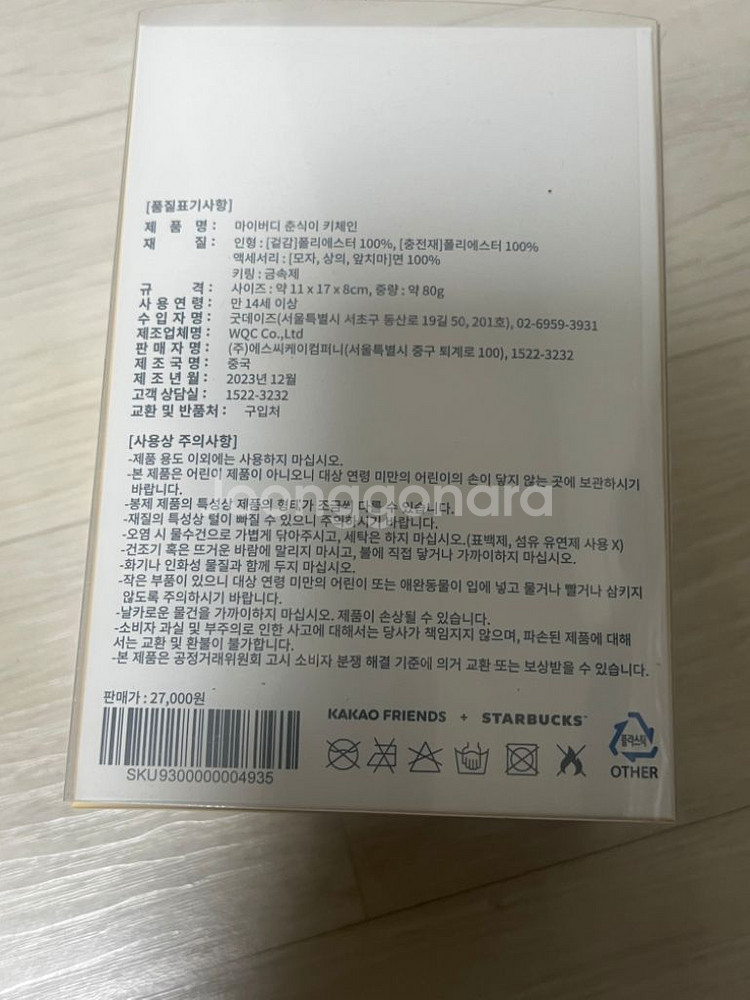 [품질표기사항]
제 품 명 : 마이버디 춘식이 키체인
재 질 : 인형 : [겉감]폴리에스터 100%, [충전재]폴리에스터 100%
액세서리 : [모자, 상의, 앞치마]면 100%
키링 : 금속제
규 격 : 사이즈 : 약 11 x 17 x 8cm, 중량 : 약 80g
사 용 연 령 : 만 14세 이상
수 입 자 명 : 굿데이즈(서울특별시 서초구 동산로 19길 50, 201호), 02-6959-3931
제조업체명 : WQC Co.,Ltd
판 매 자 명 : (주)에스씨케이컴퍼니(서울특별시 중구 퇴계로 100), 1522-3232
제 조 국 명 : 중국
제 조 년 월 : 2023년 12월
고객 상담실 : 1522-3232
교환 및 반품처 : 구입처
[사용상 주의사항]
-제품 용도 이외에는 사용하지 마십시오.
-본 제품은 어린이 제품이 아니오니 대상 연령 미만의 어린이의 손이 닿지 않는 곳에 보관하시기
바랍니다.
-봉제 제품의 특성상 제품의 형태가 조금씩 다를 수 있습니다.
-재질의 특성상 털이 빠질 수 있으니 주의하시기 바랍니다.
-오염 시 물수건으로 가볍게 닦아주시고, 세탁은 하지 마십시오.(표백제, 섬유 유연제 사용 X)
-건조기 혹은 뜨거운 바람에 말리지 마시고, 불에 직접 닿거나 가까이하지 마십시오.
-화기나 인화성 물질과 함께 두지 마십시오.
-작은 부품이 있으니 대상 연령 미만의 어린이 또는 애완동물이 입에 넣고 물거나 빨거나 삼키지
않도록 주의하시기 바랍니다.
-날카로운 물건을 가까이하지 마십시오. 제품이 손상될 수 있습니다.
-소비자 과실 및 부주의로 인한 사고에 대해서는 당사가 책임지지 않으며, 파손된 제품에 대해
서는 교환 및 환불이 불가합니다.
-본 제품은 공정거래위원회 고시 소비자 분쟁 해결 기준에 의거 교환 또는 보상받을 수 있습니다.
판매가 : 27,000원
SKU9300000004935
KAKAO FRIENDS + STARBUCKS™
플라스틱
OTHER
joonggonara